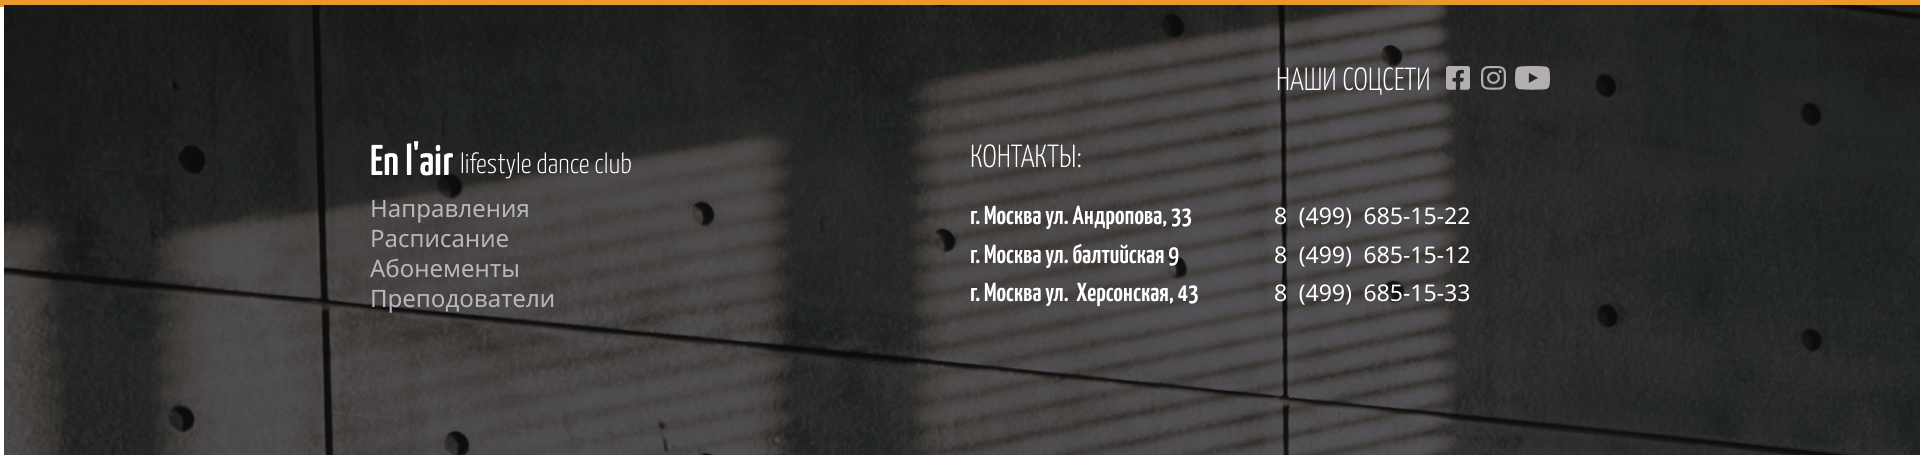 НАШИ СОЦСЕТИ
En l'air lifestyle dance club
Направления
Расписание
Абонементы
Преподователи
КОНТАКТЫ:
г. Москва ул. Андропова, 33 8 (499) 685-15-22
г. Москва ул. балтийская 9 8 (499) 685-15-12
г. Москва ул. Херсонская, 43 8 (499) 685-15-33